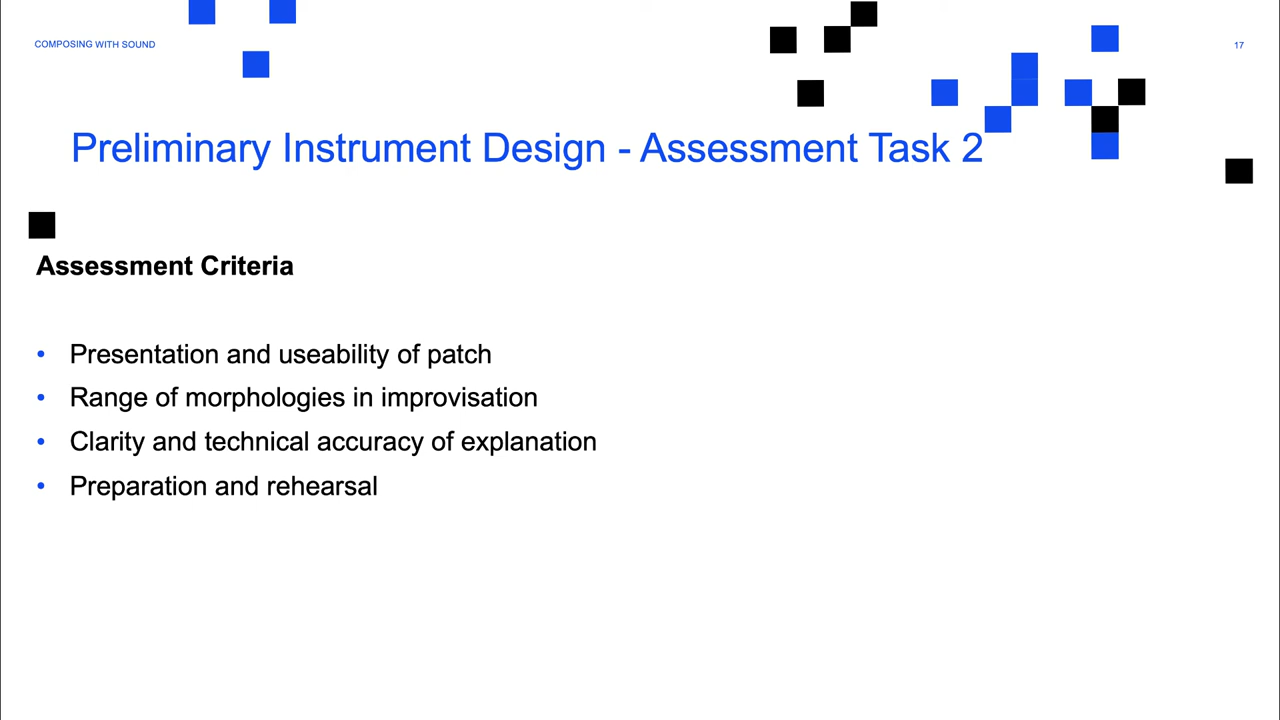 COMPOSING WITH SOUND
17
Preliminary Instrument Design - Assessment Task 2
Assessment Criteria
• Presentation and useability of patch
• Range of morphologies in improvisation
• Clarity and technical accuracy of explanation
• Preparation and rehearsal